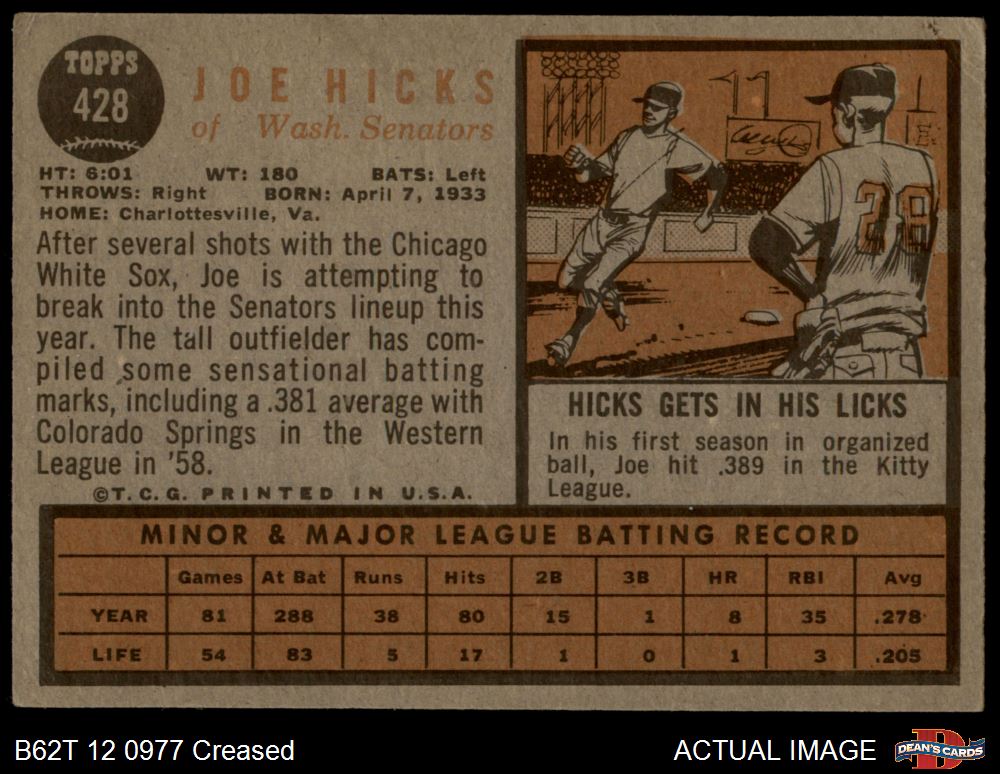 TOPPS
428
JOE HICKS
of Wash. Senators
HT: 6:01 WT: 180 BATS: Left
THROWS: Right BORN: April 7, 1933
HOME: Charlottesville, Va.
After several shots with the Chicago
White Sox, Joe is attempting to
break into the Senators lineup this
year. The tall outfielder has com-
piled some sensational batting
marks, including a .381 average with
Colorado Springs in the Western
League in '58.
©T.C.G. PRINTED IN U.S.A.
E
28
HICKS GETS IN HIS LICKS
In his first season in organized
ball, Joe hit .389 in the Kitty
League.
MINOR & MAJOR LEAGUE BATTING RECORD
Games At Bat Runs Hits 2B 3B HR RBI Avg
YEAR 81 288 38 80 15 1 8 35 .278
LIFE 54 83 5 17 1 0 1 3 .205
B62T 12 0977 Creased
ACTUAL IMAGE
DEAN'S CARDS